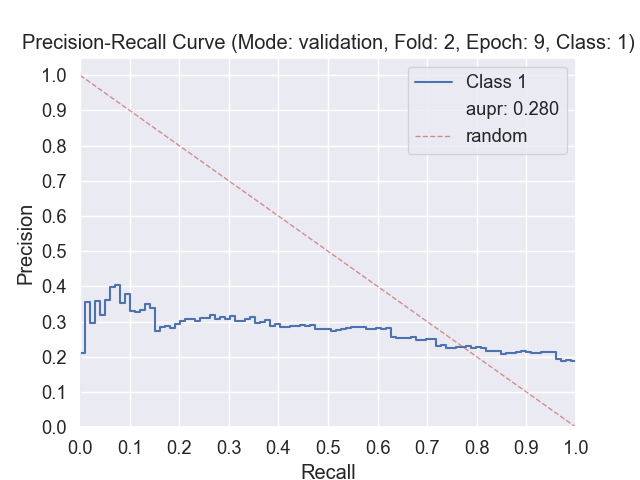 Precision-Recall Curve (Mode: validation, Fold: 2, Epoch: 9, Class: 1)
1.0
0.9
0.8
0.7
0.6
0.5
0.4
0.3
0.2
0.1
0.0
Precision
Class 1
aupr: 0.280
random
0.0 0.1 0.2 0.3 0.4 0.5 0.6 0.7 0.8 0.9 1.0
Recall